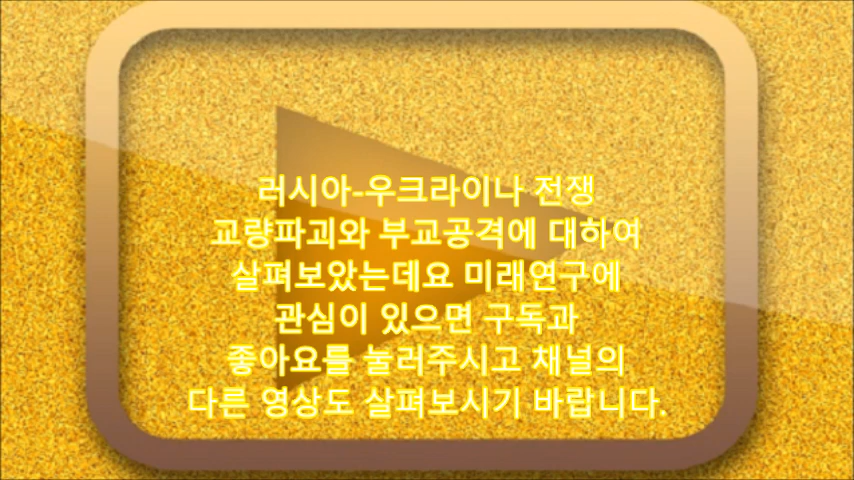 러시아-우크라이나 전쟁
교량파괴와 부교공격에 대하여
살펴보았는데요 미래연구에
관심이 있으면 구독과
좋아요를 눌러주시고 채널의
다른 영상도 살펴보시기 바랍니다.